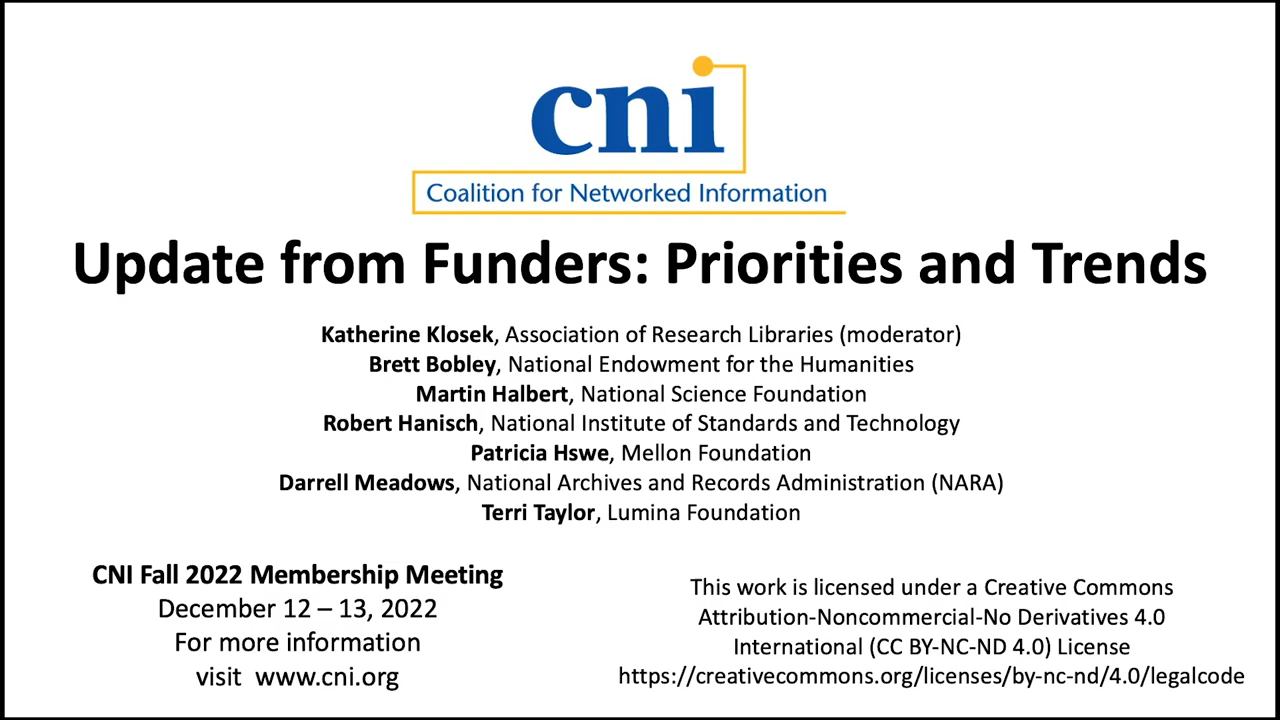 cni
Coalition for Networked Information
Update from Funders: Priorities and Trends
Katherine Klosek, Association of Research Libraries (moderator)
Brett Bobley, National Endowment for the Humanities
Martin Halbert, National Science Foundation
Robert Hanisch, National Institute of Standards and Technology
Patricia Hswe, Mellon Foundation
Darrell Meadows, National Archives and Records Administration (NARA)
Terri Taylor, Lumina Foundation
CNI Fall 2022 Membership Meeting
December 12 – 13, 2022
For more information
visit www.cni.org
This work is licensed under a Creative Commons
Attribution-Noncommercial-No Derivatives 4.0
International (CC BY-NC-ND 4.0) License
https://creativecommons.org/licenses/by-nc-nd/4.0/legalcode